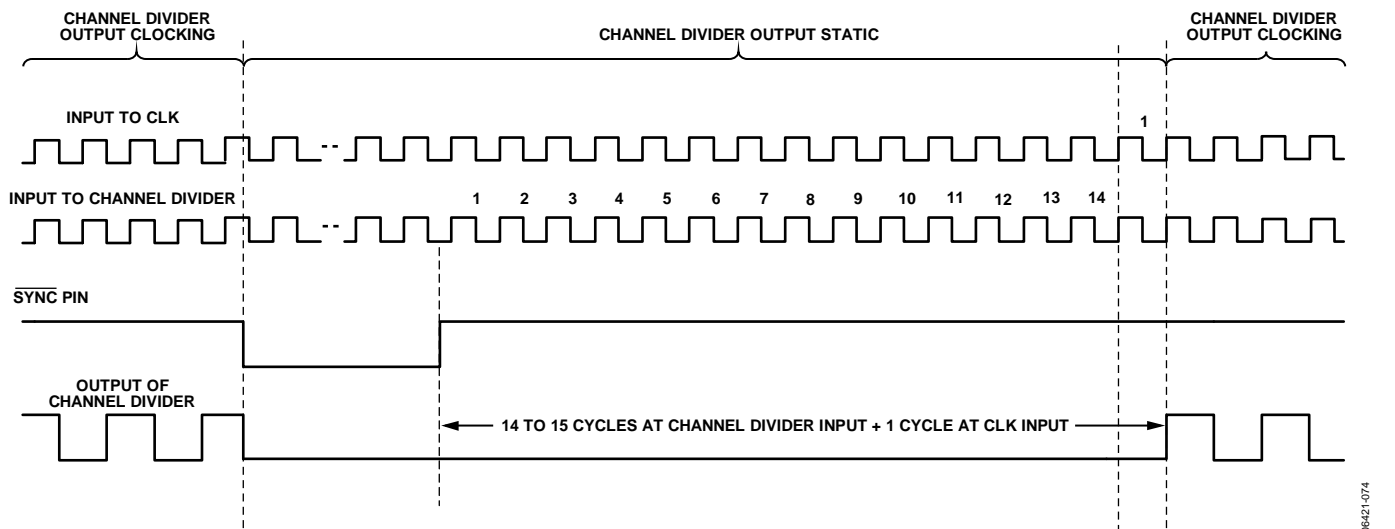 CHANNEL DIVIDER
OUTPUT CLOCKING
CHANNEL DIVIDER OUTPUT STATIC
CHANNEL DIVIDER
OUTPUT CLOCKING
INPUT TO CLK
1
INPUT TO CHANNEL DIVIDER
1 2 3 4 5 6 7 8 9 10 11 12 13 14
SYNC PIN
OUTPUT OF
CHANNEL DIVIDER
14 TO 15 CYCLES AT CHANNEL DIVIDER INPUT + 1 CYCLE AT CLK INPUT
06421-074